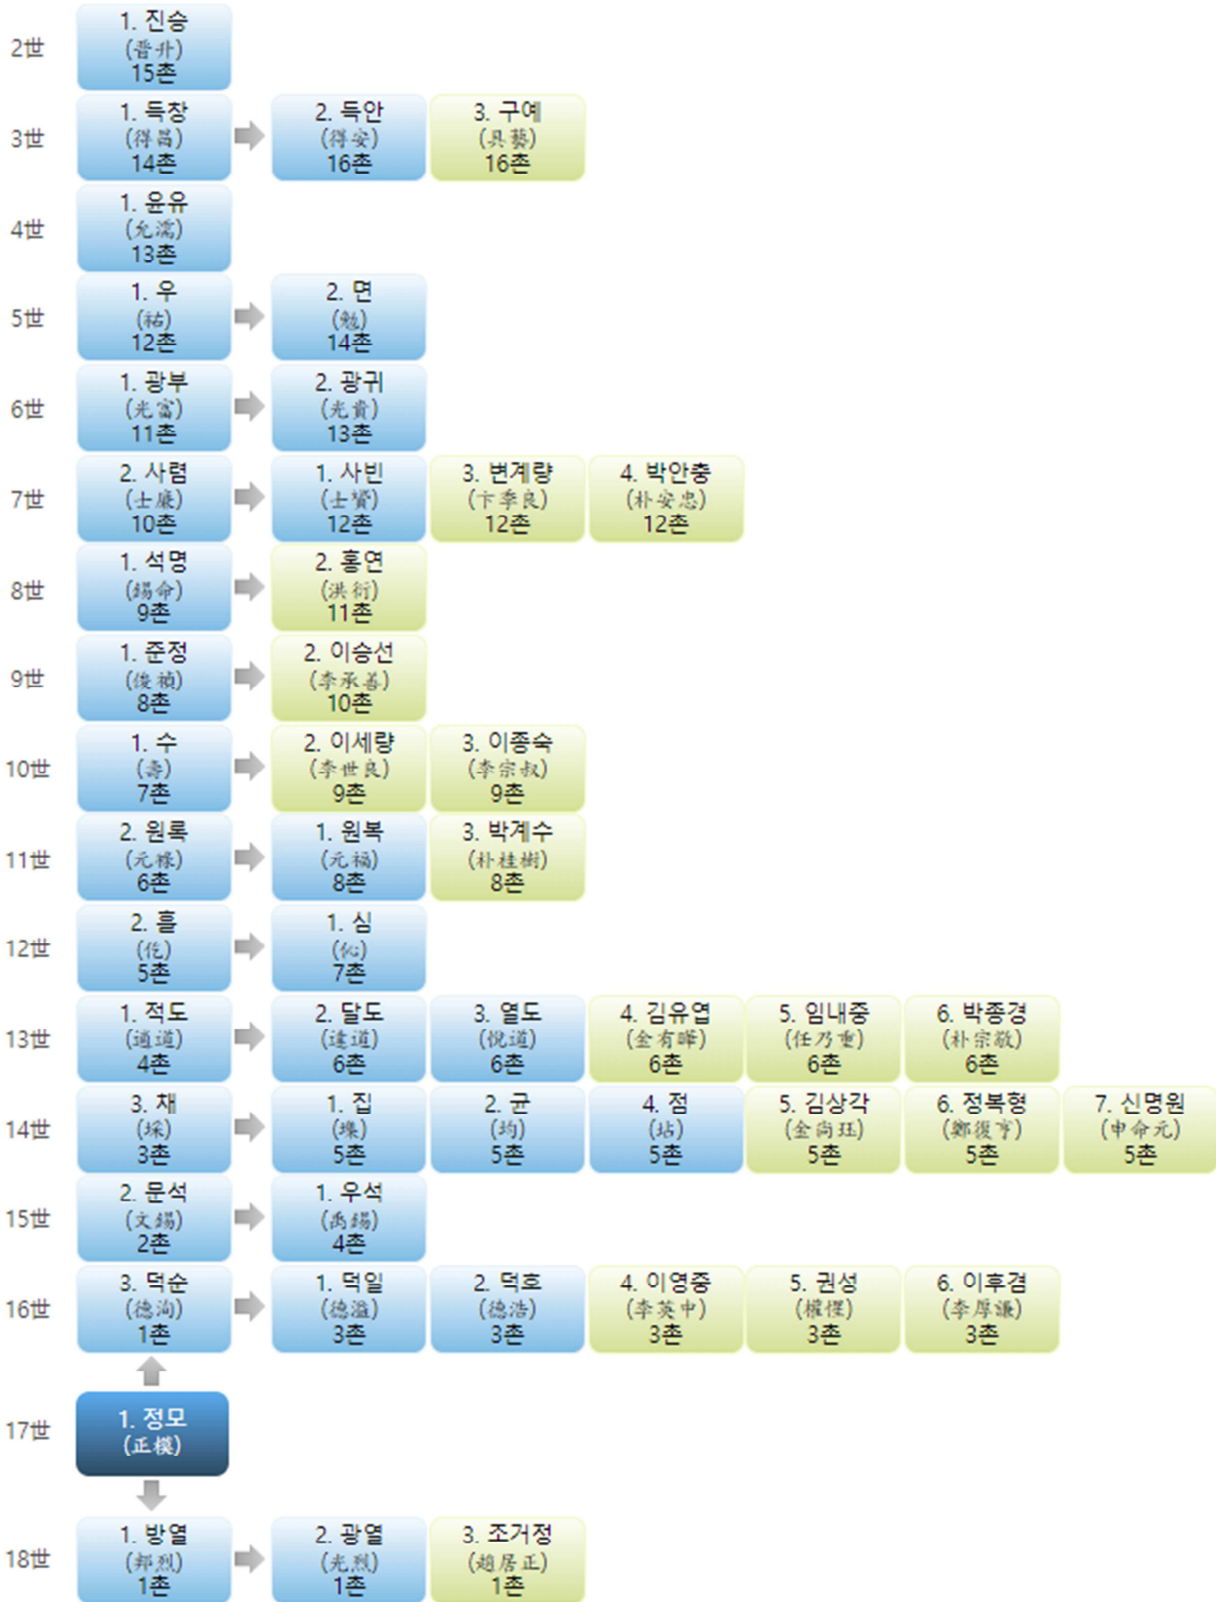 2世
1. 진승
(晋升)
15촌
3世
1. 득창
(得昌)
14촌
2. 득안
(得安)
16촌
3. 구예
(具藝)
16촌
4世
1. 윤유
(允濡)
13촌
5世
1. 우
(祐)
12촌
2. 면
(勉)
14촌
6世
1. 광부
(光富)
11촌
2. 광귀
(光貴)
13촌
7世
2. 사렴
(士廉)
10촌
1. 사빈
(士贇)
12촌
3. 변계량
(卞季良)
12촌
4. 박안충
(朴安忠)
12촌
8世
1. 석명
(錫命)
9촌
2. 홍연
(洪衍)
11촌
9世
1. 준정
(俊禎)
8촌
2. 이승선
(李承善)
10촌
10世
1. 수
(壽)
7촌
2. 이세량
(李世良)
9촌
3. 이종숙
(李宗叔)
9촌
11世
2. 원록
(元祿)
6촌
1. 원복
(元福)
8촌
3. 박계수
(朴桂樹)
8촌
12世
2. 흘
(仡)
5촌
1. 심
(伈)
7촌
13世
1. 적도
(適道)
4촌
2. 달도
(達道)
6촌
3. 열도
(悅道)
6촌
4. 김유엽
(金有曄)
6촌
5. 임내중
(任乃重)
6촌
6. 박종경
(朴宗敬)
6촌
14世
3. 채
(埰)
3촌
1. 집
(㙫)
5촌
2. 균
(均)
5촌
4. 점
(坫)
5촌
5. 김상각
(金尙珏)
5촌
6. 정복형
(鄭復亨)
5촌
7. 신명원
(申命元)
5촌
15世
2. 문석
(文錫)
2촌
1. 우석
(禹錫)
4촌
16世
3. 덕순
(德洵)
1촌
1. 덕일
(德溢)
3촌
2. 덕호
(德浩)
3촌
4. 이영중
(李英中)
3촌
5. 권성
(權惺)
3촌
6. 이후겸
(李厚謙)
3촌
17世
1. 정모
(正模)
18世
1. 방열
(邦烈)
1촌
2. 광열
(光烈)
1촌
3. 조거정
(趙居正)
1촌